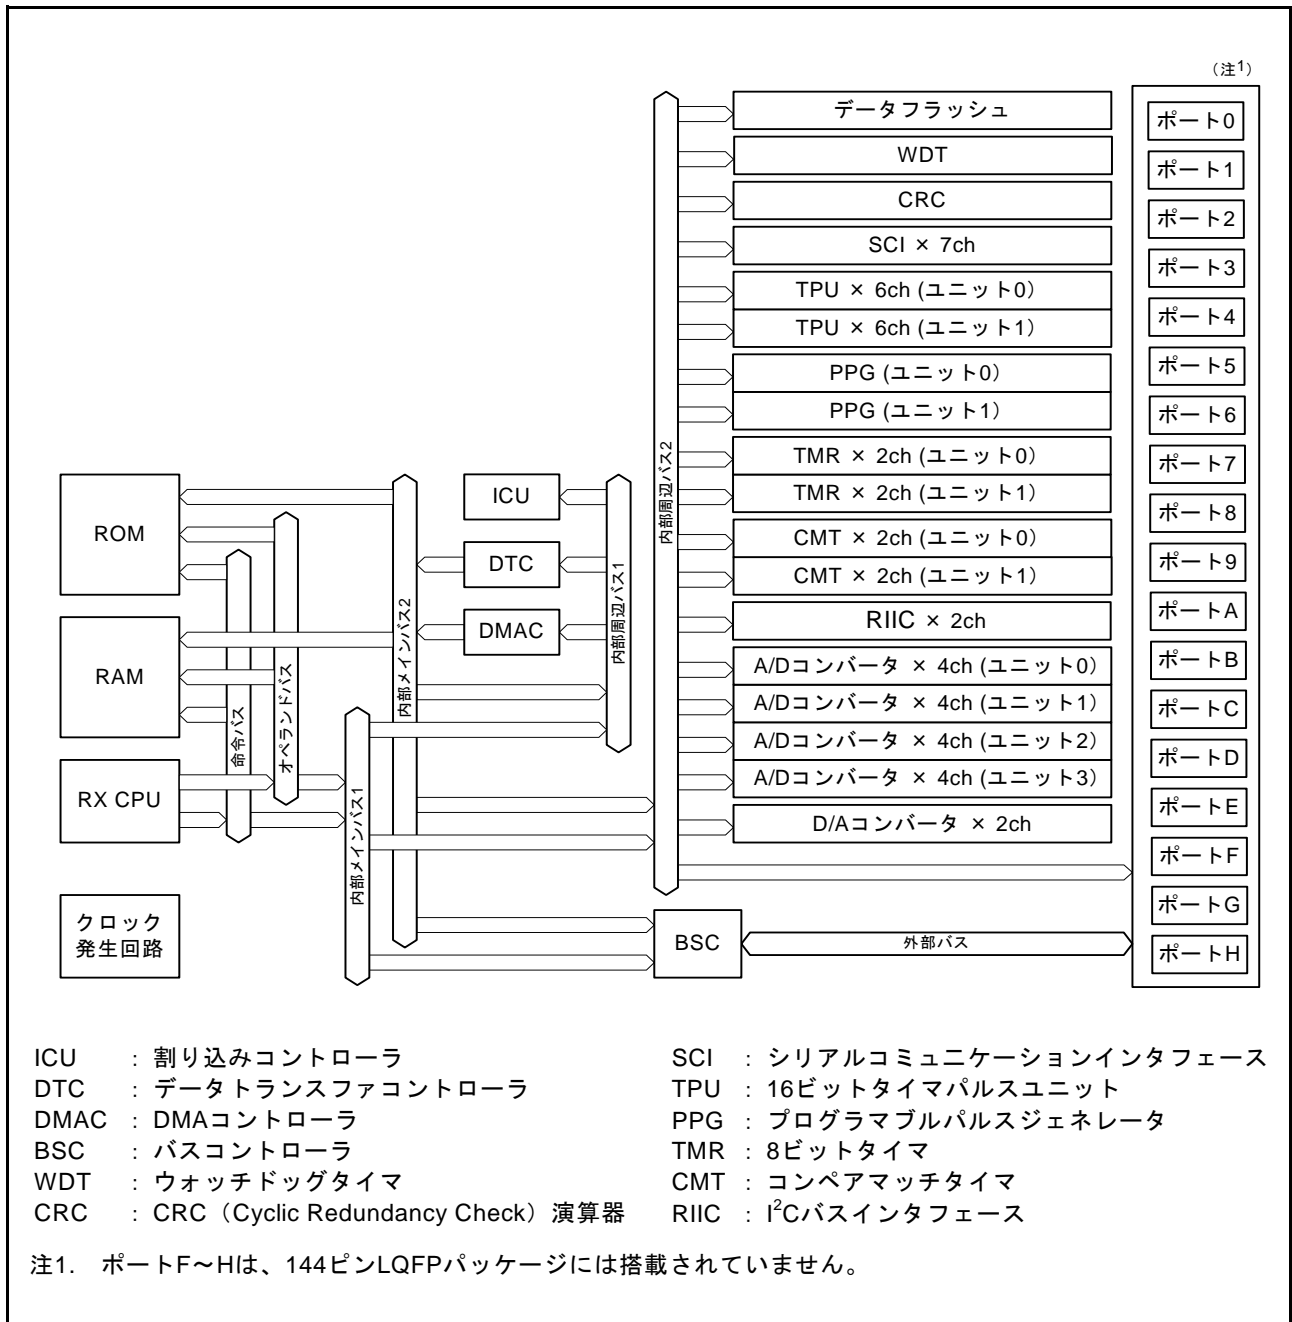 （注1）
データフラッシュ
WDT
CRC
SCI × 7ch
TPU × 6ch (ユニット0）
TPU × 6ch (ユニット1）
PPG (ユニット0）
PPG (ユニット1）
TMR × 2ch (ユニット0）
TMR × 2ch (ユニット1）
CMT × 2ch (ユニット0）
CMT × 2ch (ユニット1）
RIIC × 2ch
A/Dコンバータ × 4ch (ユニット0）
A/Dコンバータ × 4ch (ユニット1）
A/Dコンバータ × 4ch (ユニット2）
A/Dコンバータ × 4ch (ユニット3）
D/Aコンバータ × 2ch
ポート0
ポート1
ポート2
ポート3
ポート4
ポート5
ポート6
ポート7
ポート8
ポート9
ポートA
ポートB
ポートC
ポートD
ポートE
ポートF
ポートG
ポートH
ROM
RAM
RX CPU
クロック
発生回路
命令バス
オペランドバス
内部メインバス1
内部メインバス2
ICU
DTC
DMAC
内部周辺バス1
内部周辺バス2
BSC
外部バス
ICU : 割り込みコントローラ
DTC : データトランスファコントローラ
DMAC : DMAコントローラ
BSC : バスコントローラ
WDT : ウォッチドッグタイマ
CRC : CRC（Cyclic Redundancy Check）演算器
SCI : シリアルコミュニケーションインタフェース
TPU : 16ビットタイマパルスユニット
PPG : プログラマブルパルスジェネレータ
TMR : 8ビットタイマ
CMT : コンペアマッチタイマ
RIIC : I²Cバスインタフェース
注1. ポートF～Hは、144ピンLQFPパッケージには搭載されていません。